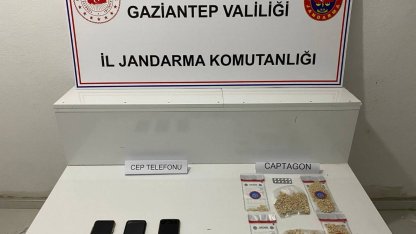 GAZİANTEP VALİLİĞİ
İL JANDARMA KOMUTANLIĞI
CEP TELEFONU
CAPTAGON